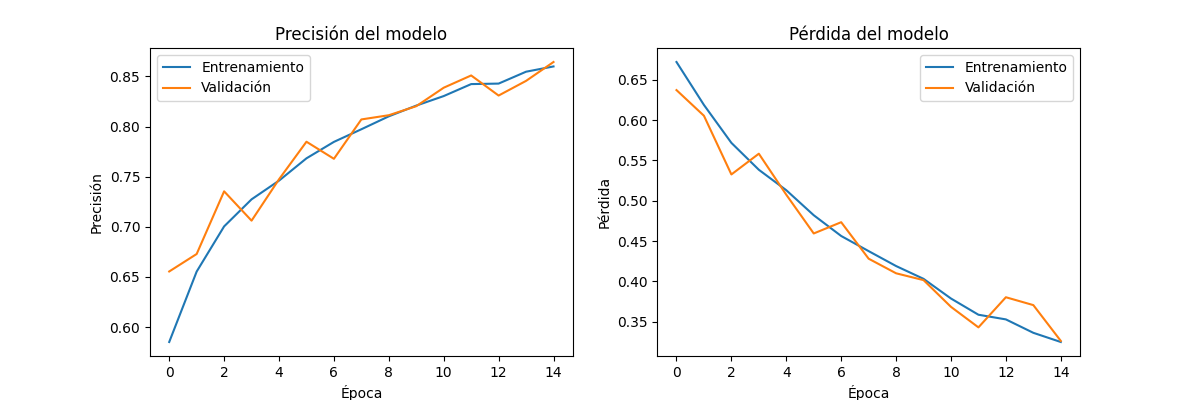 Precisión del modelo
Entrenamiento
Validación
0.85
0.80
0.75
0.70
0.65
0.60
Precisión
0 2 4 6 8 10 12 14
Época
Pérdida del modelo
Entrenamiento
Validación
0.65
0.60
0.55
0.50
0.45
0.40
0.35
Pérdida
0 2 4 6 8 10 12 14
Época